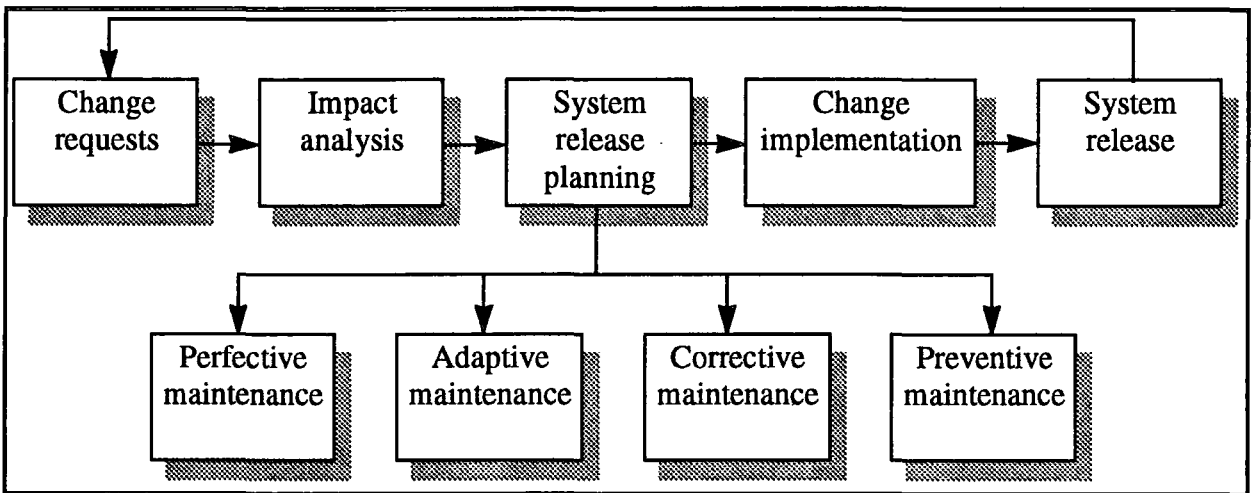 Change
requests
Impact
analysis
System
release
planning
Change
implementation
System
release
Perfective
maintenance
Adaptive
maintenance
Corrective
maintenance
Preventive
maintenance